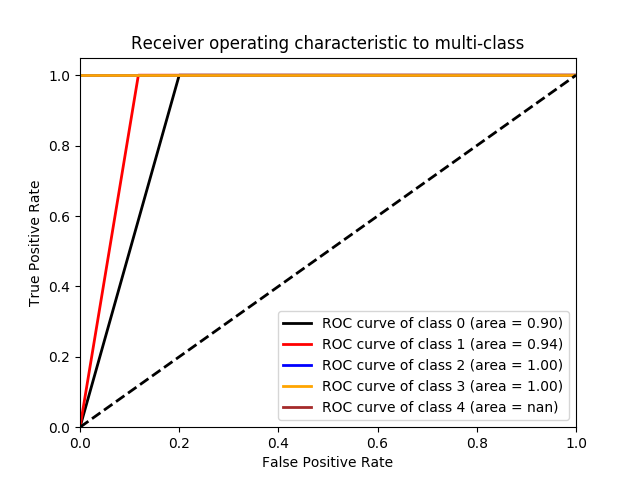 Receiver operating characteristic to multi-class
1.0
0.8
0.6
0.4
0.2
0.0
True Positive Rate
ROC curve of class 0 (area = 0.90)
ROC curve of class 1 (area = 0.94)
ROC curve of class 2 (area = 1.00)
ROC curve of class 3 (area = 1.00)
ROC curve of class 4 (area = nan)
0.0 0.2 0.4 0.6 0.8 1.0
False Positive Rate